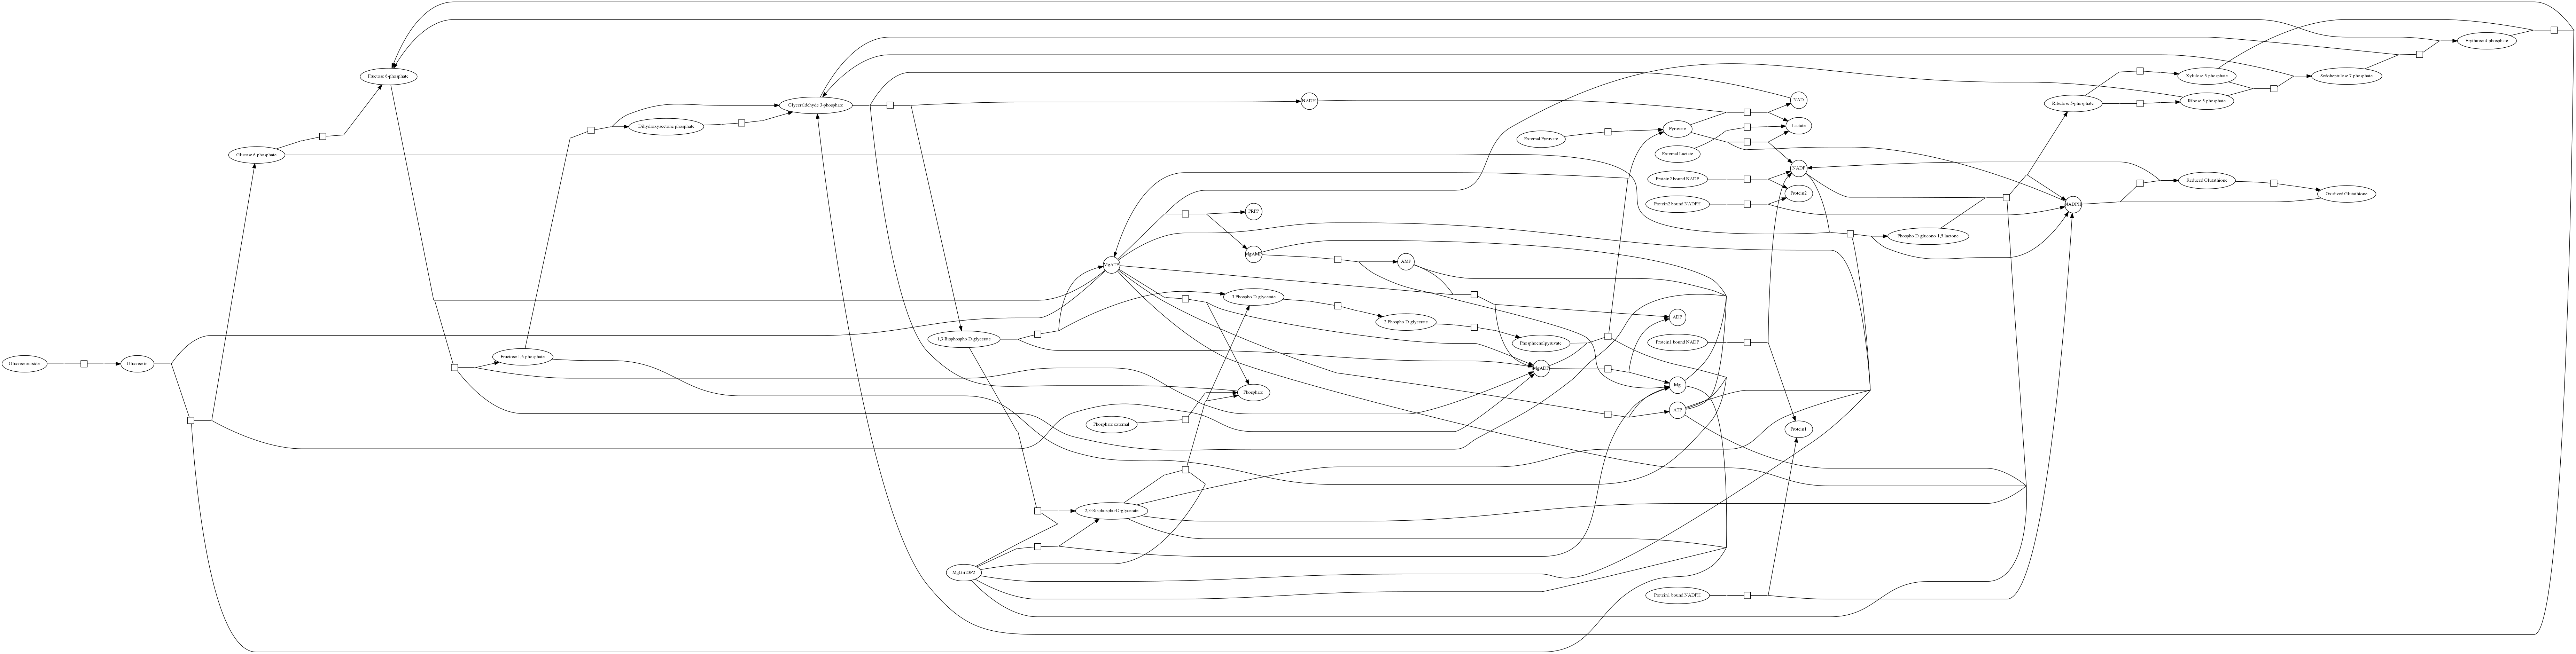 Erythrose 4-phosphate
Fructose 6-phosphate
Xylulose 5-phosphate
Sedoheptulose 7-phosphate
NADH
NAD
Ribulose 5-phosphate
Ribose 5-phosphate
Glyceraldehyde 3-phosphate
Dihydroxyacetone phosphate
Pyruvate
Lactate
External Pyruvate
Glucose 6-phosphate
External Lactate
NADP
Protein2 bound NADP
Reduced Glutathione
Protein2
Oxidized Glutathione
Protein2 bound NADPH
NADPH
PRPP
Phospho-D-glucono-1,5-lactone
MgAMP
AMP
MgATP
3-Phospho-D-glycerate
ADP
2-Phospho-D-glycerate
1,3-Bisphospho-D-glycerate
Phosphoenolpyruvate
Protein1 bound NADP
Fructose 1,6-phosphate
Glucose outside
Glucose in
MgADP
Mg
Phosphate
ATP
Phosphate external
Protein1
2,3-Bisphospho-D-glycerate
MgGri23P2
Protein1 bound NADPH